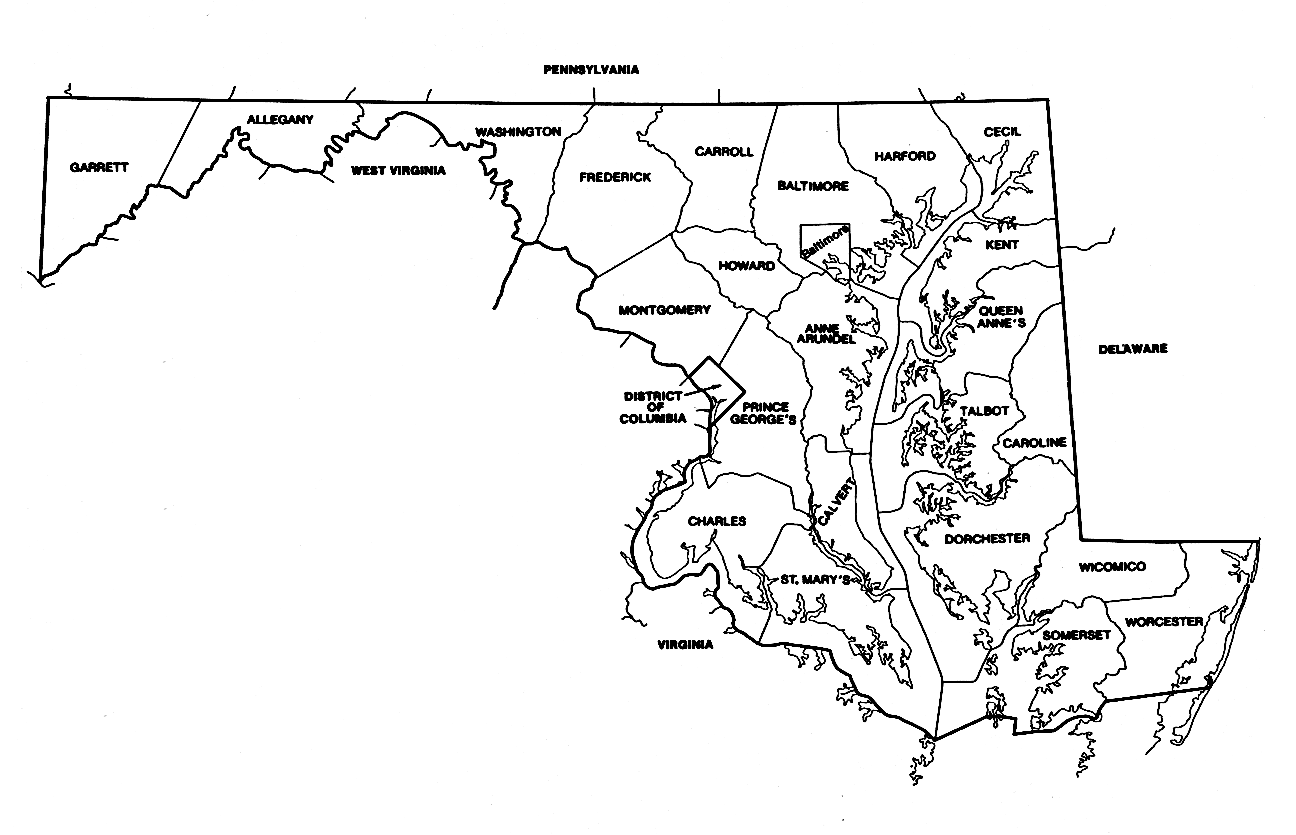 PENNSYLVANIA
ALLEGANY
WASHINGTON
CECIL
GARRETT
WEST VIRGINIA
FREDERICK
CARROLL
HARFORD
BALTIMORE
Baltimore
KENT
HOWARD
MONTGOMERY
QUEEN
ANNE'S
ANNE
ARUNDEL
DELAWARE
DISTRICT
OF
COLUMBIA
PRINCE
GEORGE'S
TALBOT
CAROLINE
CALVERT
CHARLES
DORCHESTER
ST. MARY'S
WICOMICO
WORCESTER
SOMERSET
VIRGINIA